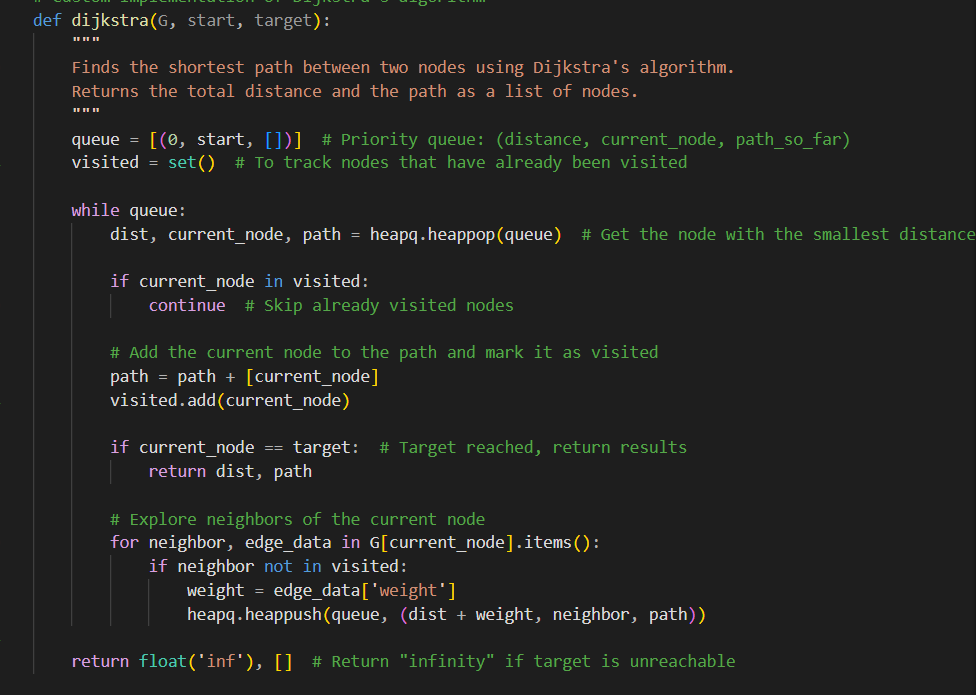 # Custom implementation of Dijkstra's algorithm
def dijkstra(G, start, target):
    """
    Finds the shortest path between two nodes using Dijkstra's algorithm.
    Returns the total distance and the path as a list of nodes.
    """
    queue = [(0, start, [])]  # Priority queue: (distance, current_node, path_so_far)
    visited = set()  # To track nodes that have already been visited

    while queue:
        dist, current_node, path = heapq.heappop(queue)  # Get the node with the smallest distance

        if current_node in visited:
            continue  # Skip already visited nodes

        # Add the current node to the path and mark it as visited
        path = path + [current_node]
        visited.add(current_node)

        if current_node == target:  # Target reached, return results
            return dist, path

        # Explore neighbors of the current node
        for neighbor, edge_data in G[current_node].items():
            if neighbor not in visited:
                weight = edge_data['weight']
                heapq.heappush(queue, (dist + weight, neighbor, path))

    return float('inf'), []  # Return "infinity" if target is unreachable